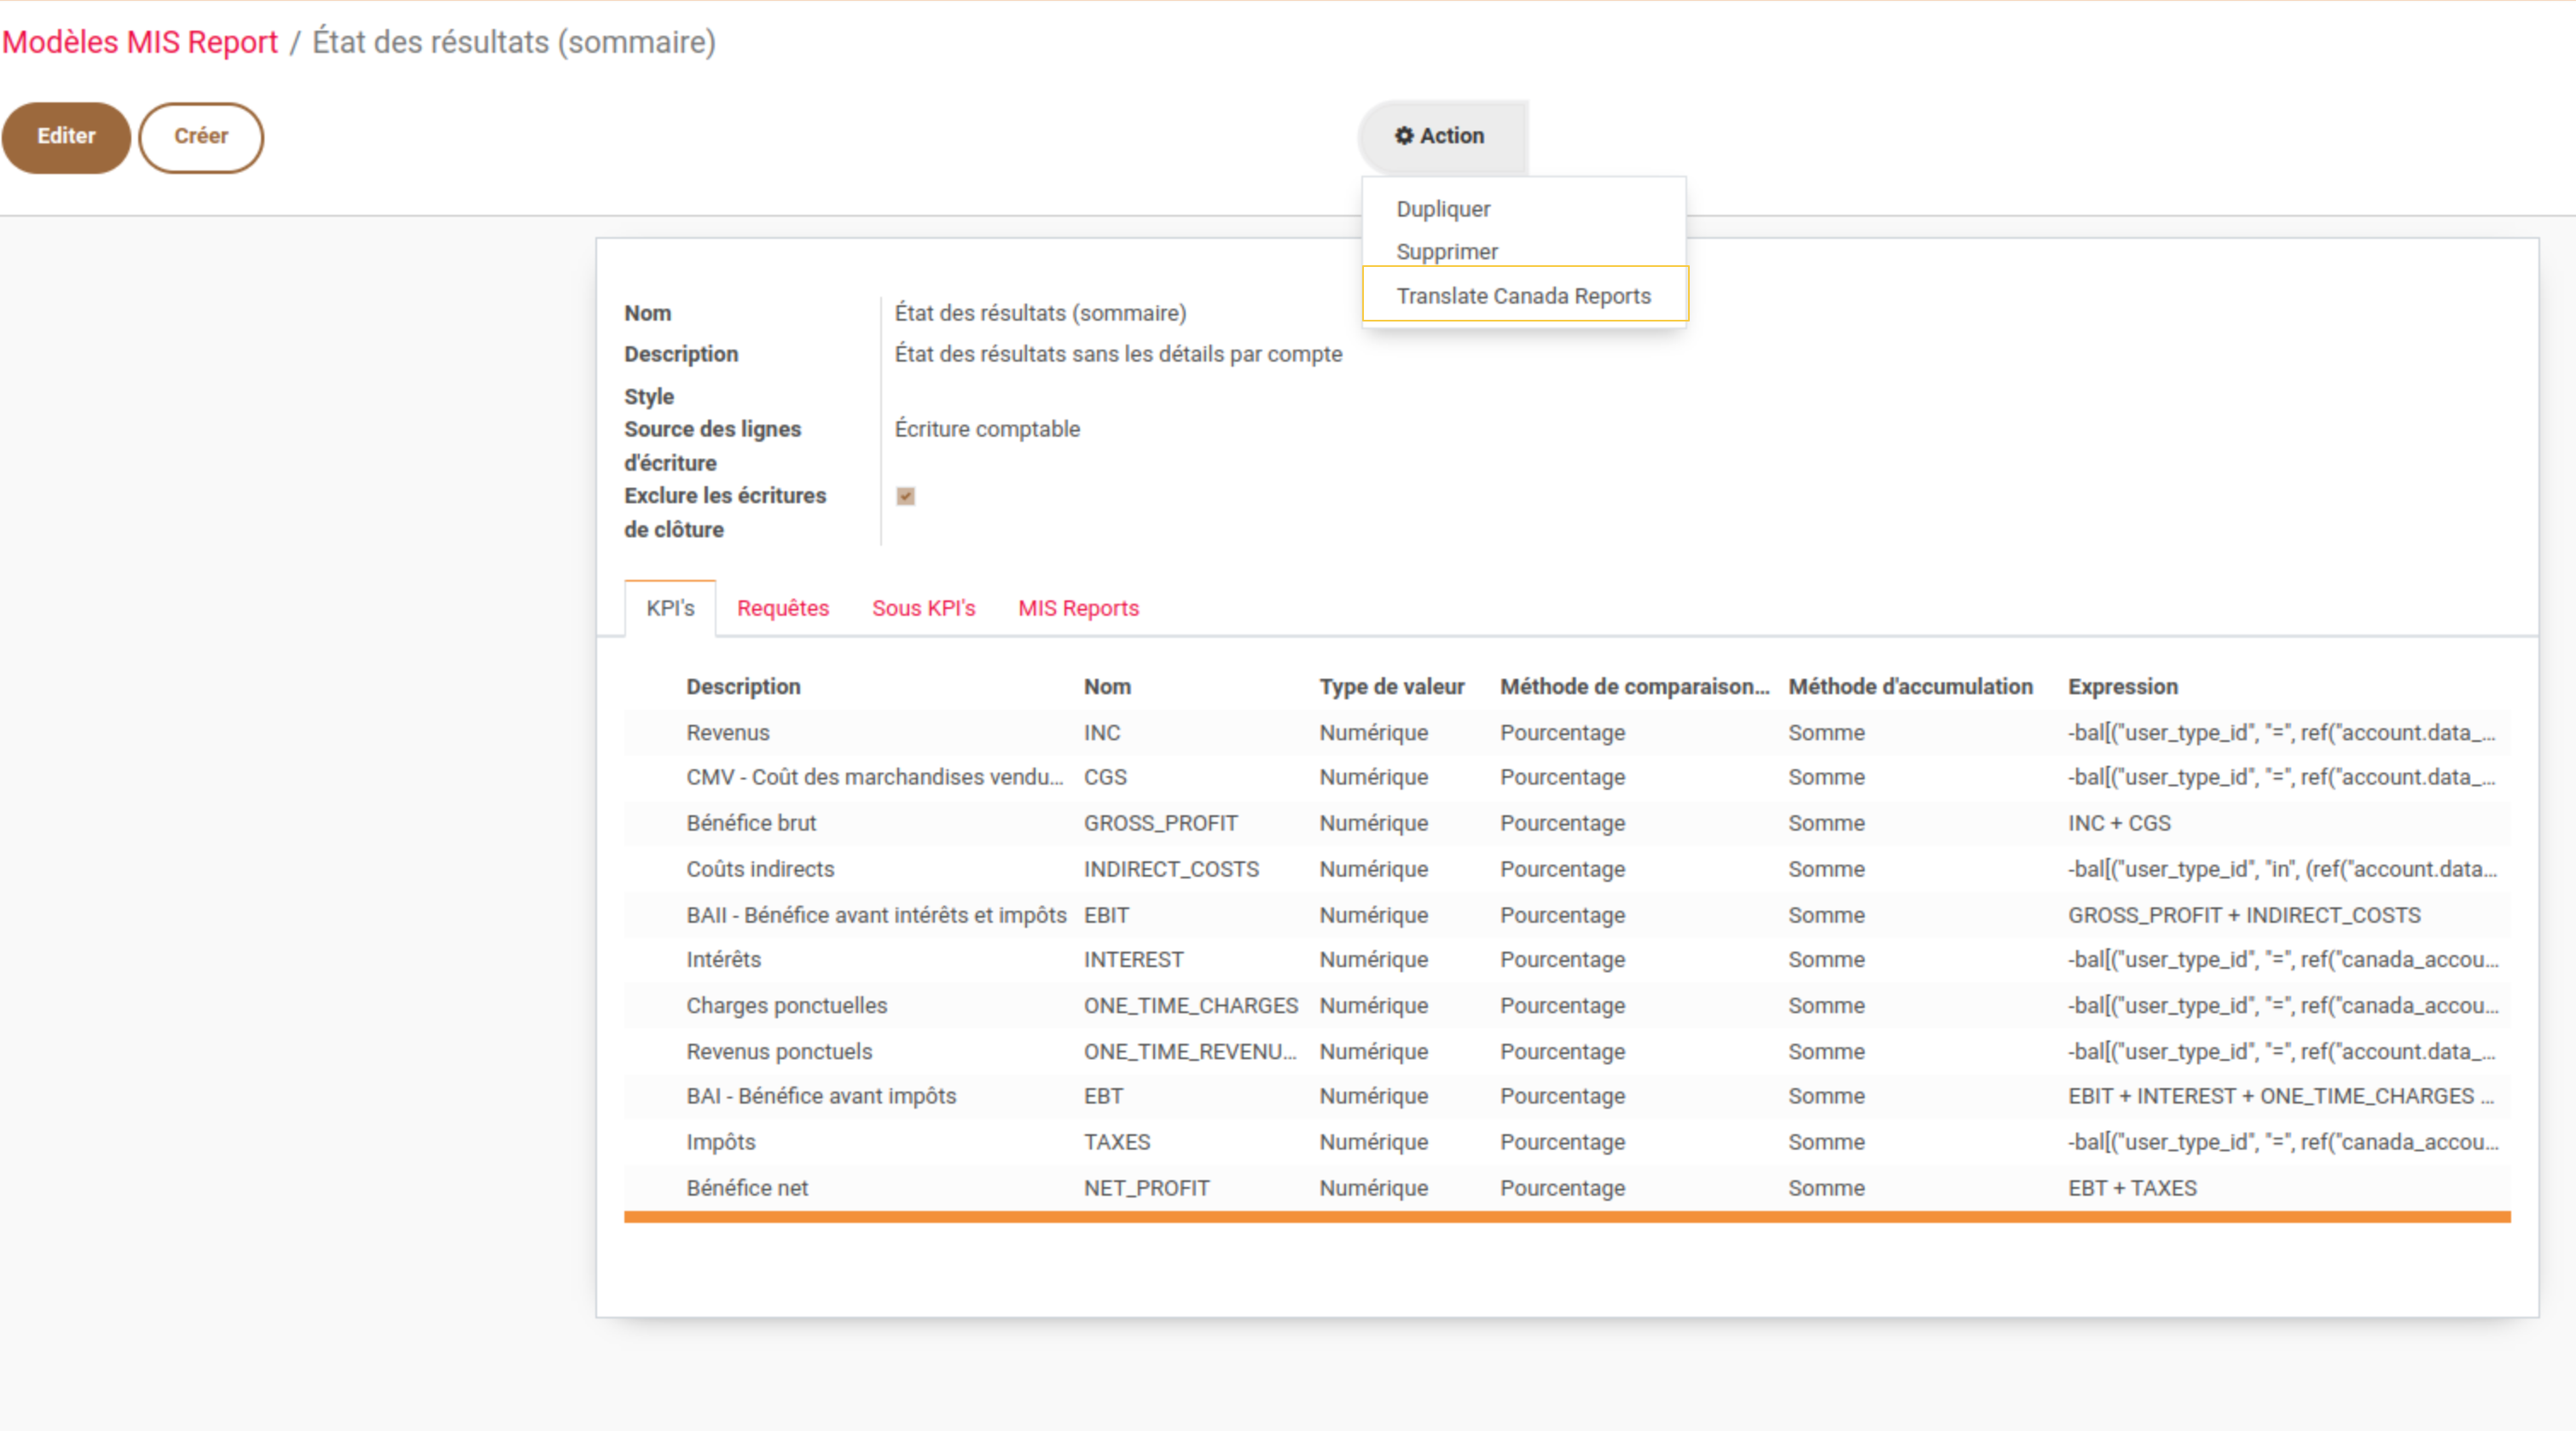 Modèles MIS Report / État des résultats (sommaire)
Editer Créer Action
Dupliquer
Supprimer
Translate Canada Reports
Nom État des résultats (sommaire)
Description État des résultats sans les détails par compte
Style
Source des lignes d'écriture Écriture comptable
Exclure les écritures de clôture
KPI's Requêtes Sous KPI's MIS Reports
Description Nom Type de valeur Méthode de comparaison... Méthode d'accumulation Expression
Revenus INC Numérique Pourcentage Somme -bal[("user_type_id", "=", ref("account.data_...
CMV - Coût des marchandises vendu... CGS Numérique Pourcentage Somme -bal[("user_type_id", "=", ref("account.data_...
Bénéfice brut GROSS_PROFIT Numérique Pourcentage Somme INC + CGS
Coûts indirects INDIRECT_COSTS Numérique Pourcentage Somme -bal[("user_type_id", "in", (ref("account.data...
BAII - Bénéfice avant intérêts et impôts EBIT Numérique Pourcentage Somme GROSS_PROFIT + INDIRECT_COSTS
Intérêts INTEREST Numérique Pourcentage Somme -bal[("user_type_id", "=", ref("canada_accou...
Charges ponctuelles ONE_TIME_CHARGES Numérique Pourcentage Somme -bal[("user_type_id", "=", ref("canada_accou...
Revenus ponctuels ONE_TIME_REVENU... Numérique Pourcentage Somme -bal[("user_type_id", "=", ref("account.data_...
BAI - Bénéfice avant impôts EBT Numérique Pourcentage Somme EBIT + INTEREST + ONE_TIME_CHARGES ...
Impôts TAXES Numérique Pourcentage Somme -bal[("user_type_id", "=", ref("canada_accou...
Bénéfice net NET_PROFIT Numérique Pourcentage Somme EBT + TAXES